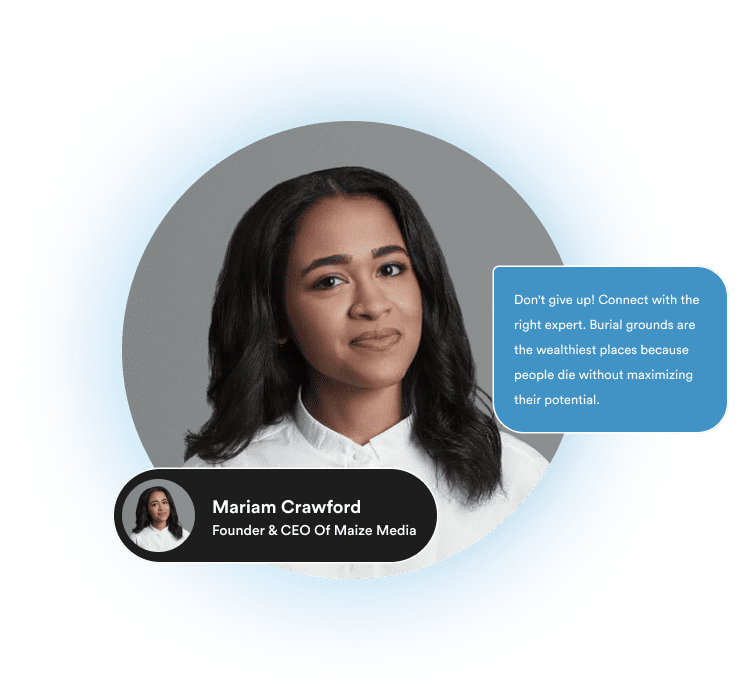 Don't give up! Connect with the
right expert. Burial grounds are
the wealthiest places because
people die without maximizing
their potential.
Mariam Crawford
Founder & CEO Of Maize Media